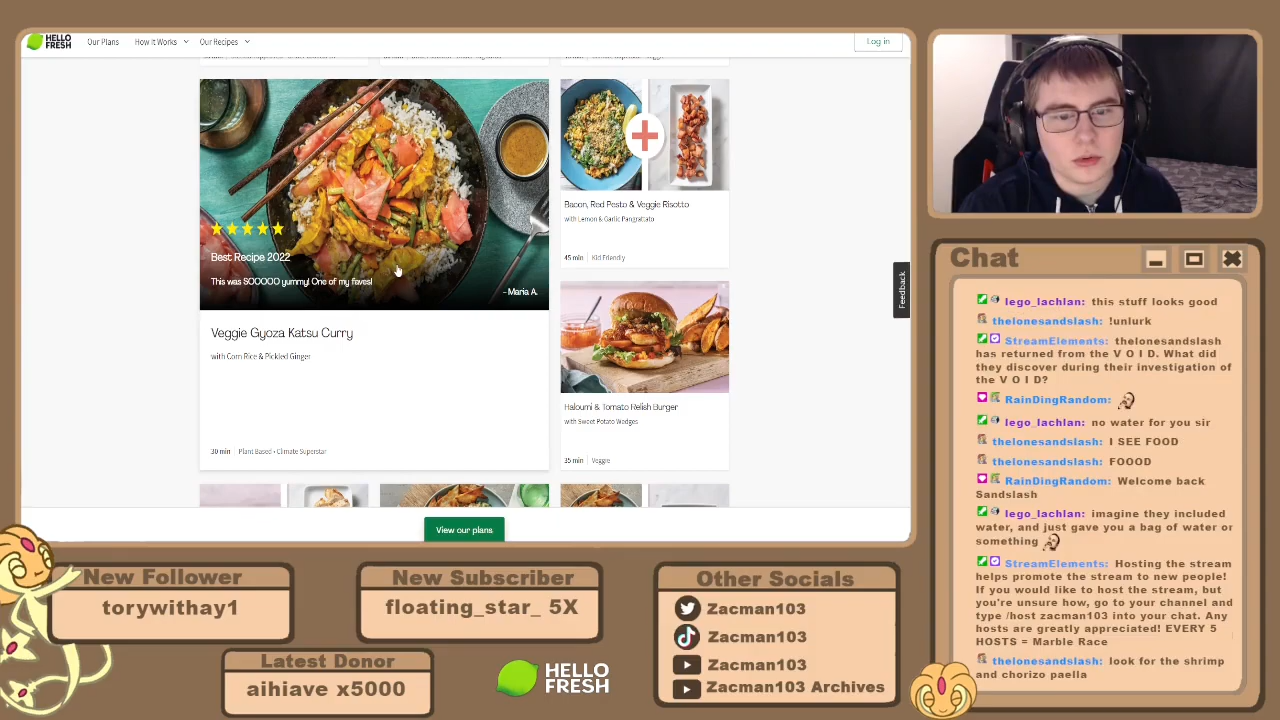 HELLO
FRESH
Our Plans
How It Works
Our Recipes
Log in
Best Recipe 2022
This was SOOOOO yummy! One of my faves!
- Maria A.
Veggie Gyoza Katsu Curry
with Corn Rice & Pickled Ginger
30 min | Plant Based • Climate Superstar
Bacon, Red Pesto & Veggie Risotto
with Lemon & Garlic Pangrattato
45 min | Kid Friendly
Haloumi & Tomato Relish Burger
with Sweet Potato Wedges
35 min | Veggie
View our plans
Feedback
Chat
lego_lachlan: this stuff looks good
thelonesandslash: !unlurk
StreamElements: thelonesandslash
has returned from the V O I D. What did
they discover during their investigation of
the V O I D?
RainDingRandom:
lego_lachlan: no water for you sir
thelonesandslash: I SEE FOOD
thelonesandslash: FOOOD
RainDingRandom: Welcome back
Sandslash
lego_lachlan: imagine they included
water, and just gave you a bag of water or
something
StreamElements: Hosting the stream
helps promote the stream to new people!
If you would like to host the stream, but
you're unsure how, go to your channel and
type /host zacman103 into your chat. Any
hosts are greatly appreciated! EVERY 5
HOSTS = Marble Race
thelonesandslash: look for the shrimp
and chorizo paella
New Follower
torywithay1
New Subscriber
floating_star_ 5X
Latest Donor
aihiave x5000
HELLO
FRESH
Other Socials
Zacman103
Zacman103
Zacman103
Zacman103 Archives